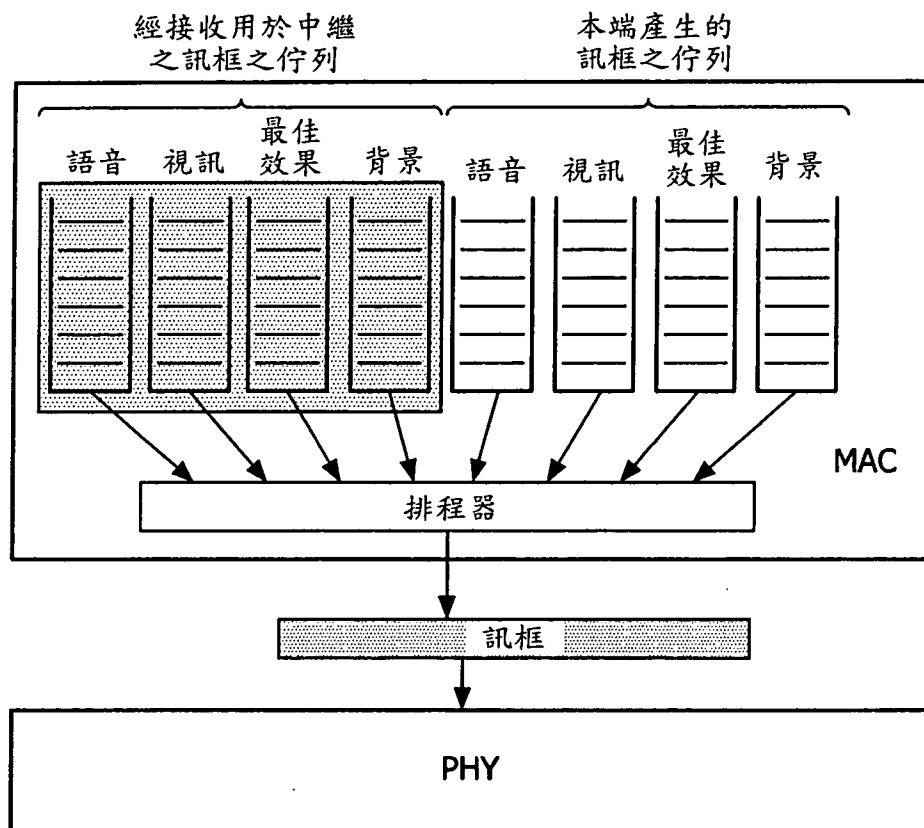 經接收用於中繼
之訊框之佇列
本端產生的
訊框之佇列
語音
視訊
最佳
效果
背景
語音
視訊
最佳
效果
背景
MAC
排程器
訊框
PHY